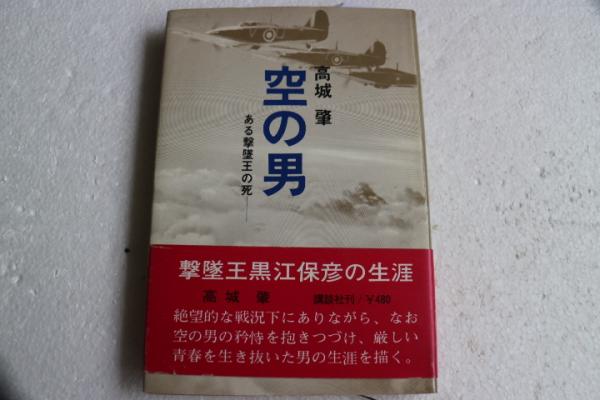 高城 肇
空の男
ある撃墜王の死──
撃墜王黒江保彦の生涯
高城 肇 講談社刊/￥480
絶望的な戦況下にありながら、なお
空の男の矜恃を抱きつづけ、厳しい
青春を生き抜いた男の生涯を描く。